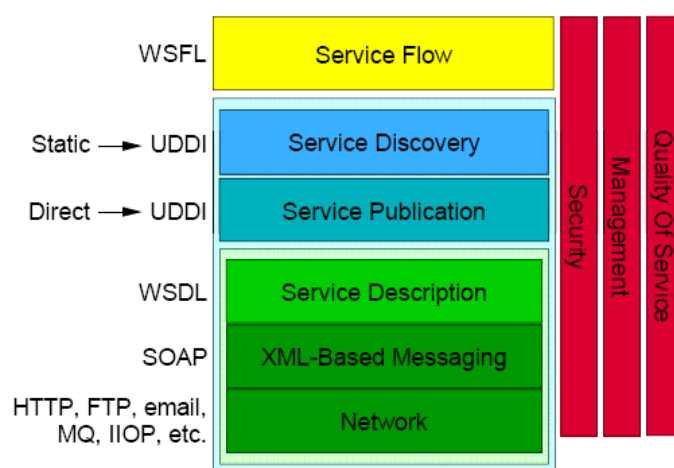 WSFL Service Flow
Static UDDI Service Discovery
Direct UDDI Service Publication
WSDL Service Description
SOAP XML-Based Messaging
HTTP, FTP, email,
MQ, IIOP, etc.
Network
Security
Management
Quality Of Service